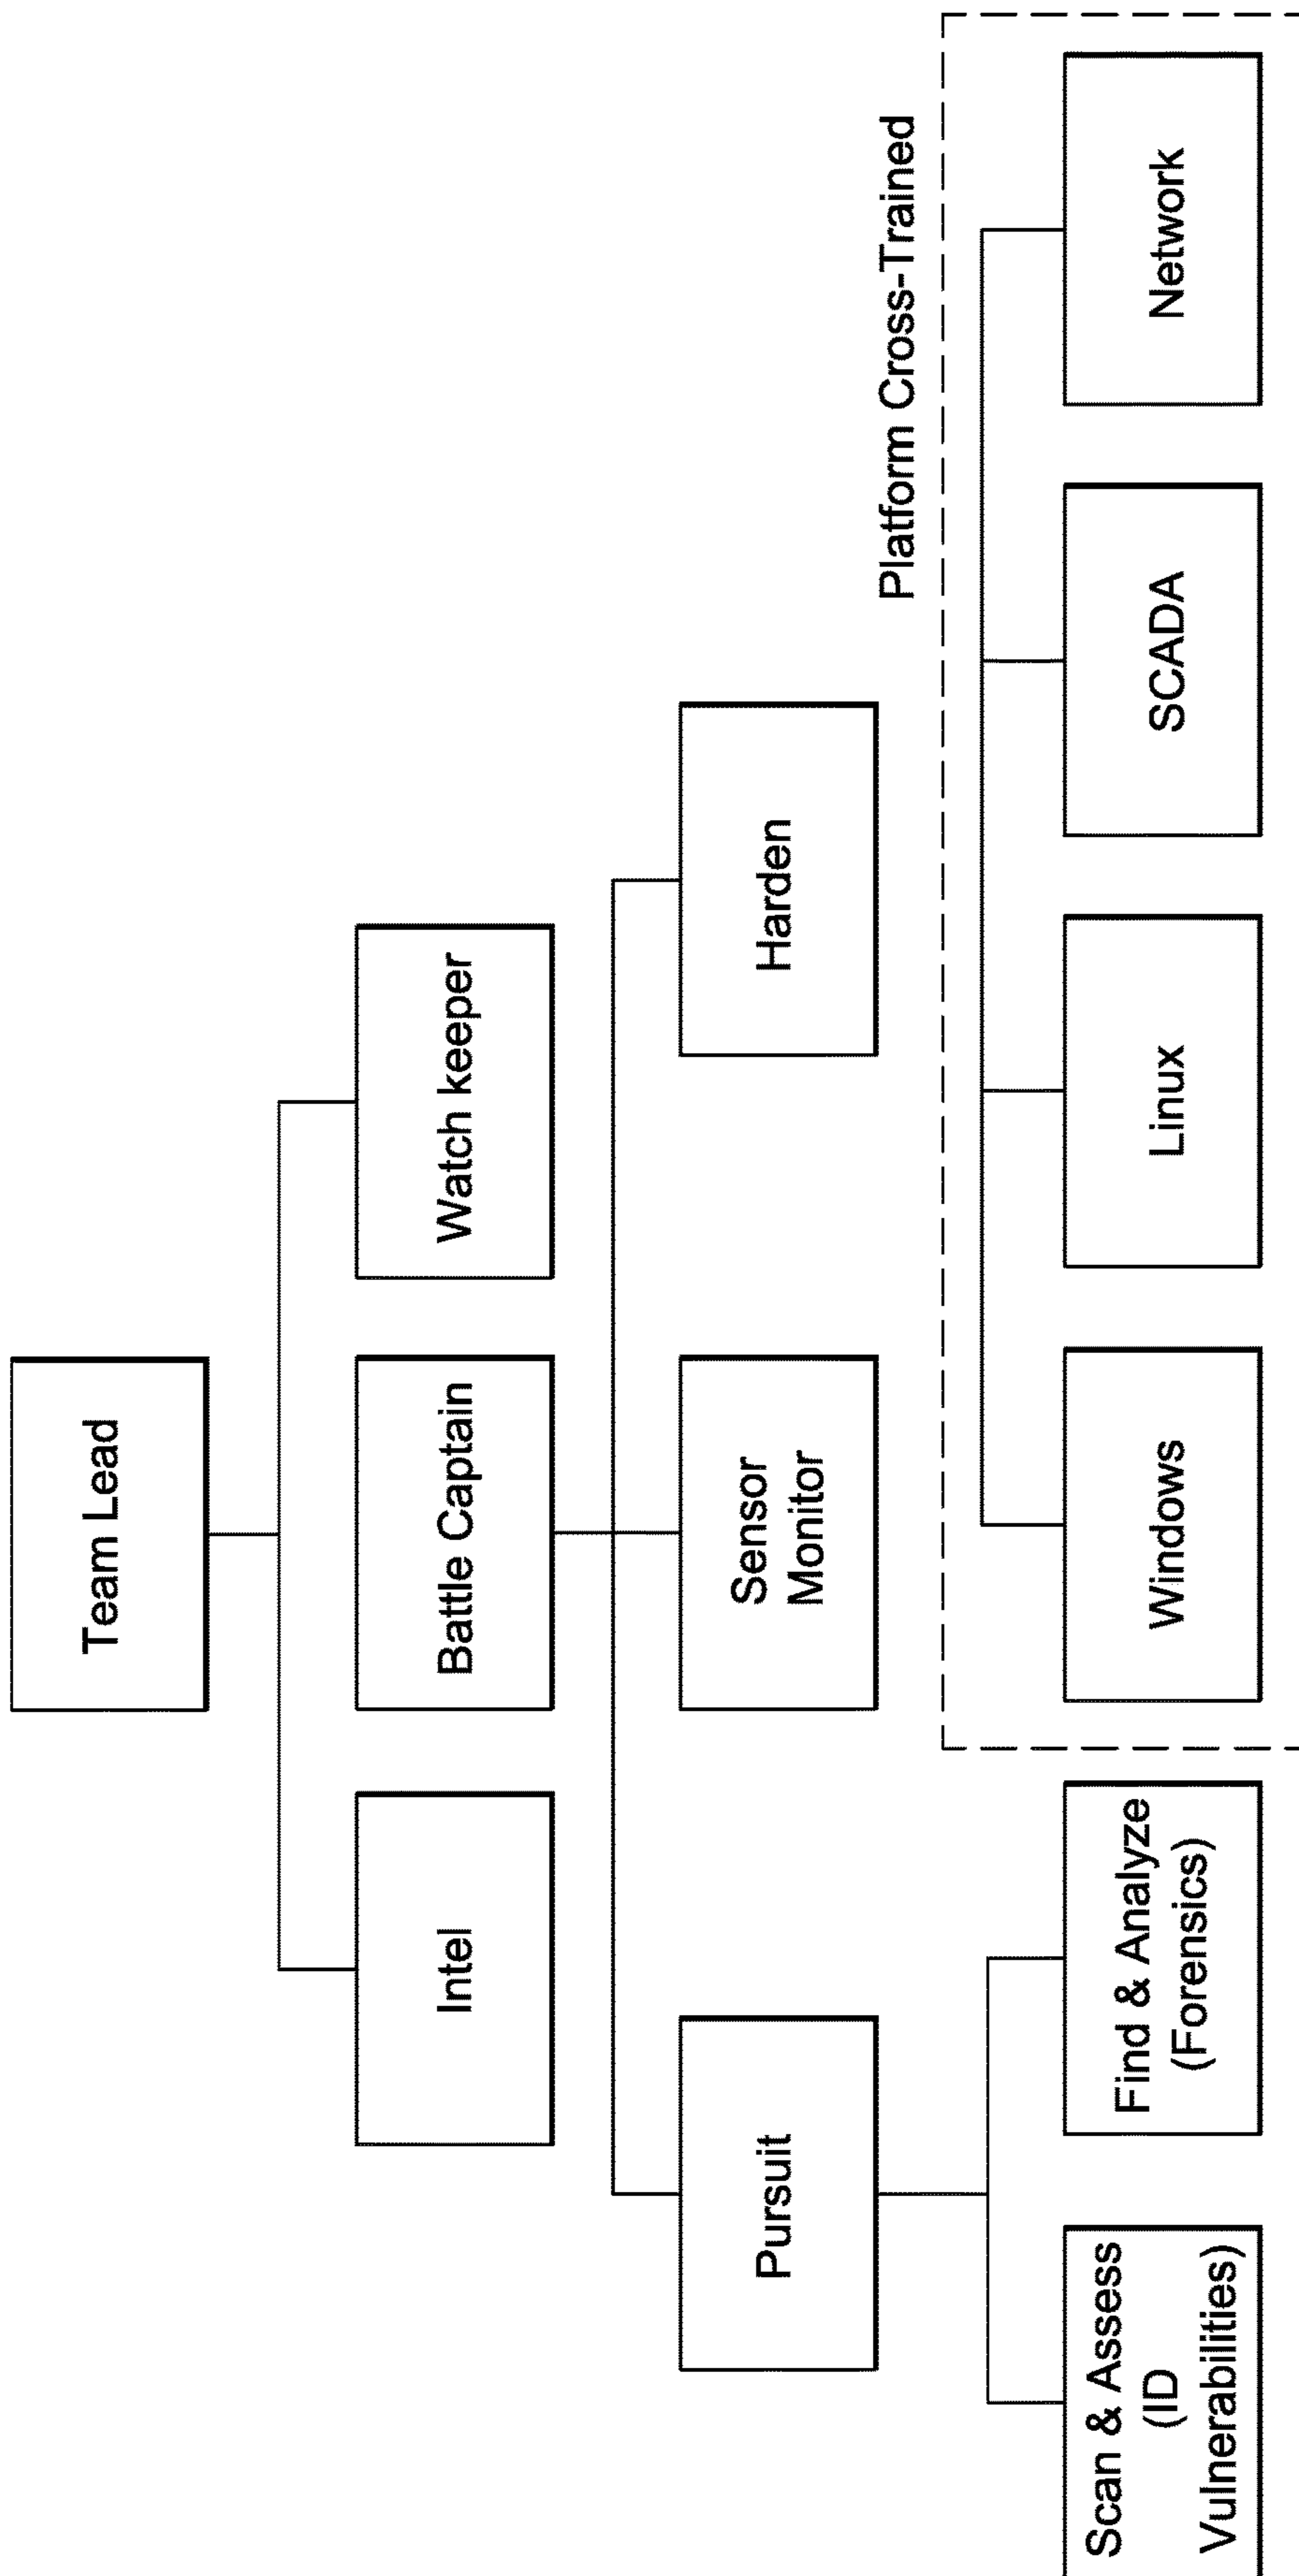 Team Lead
Intel
Battle Captain
Watch keeper
Pursuit
Sensor
Monitor
Harden
Platform Cross-Trained
Scan & Assess
(ID
Vulnerabilities)
Find & Analyze
(Forensics)
Windows
Linux
SCADA
Network